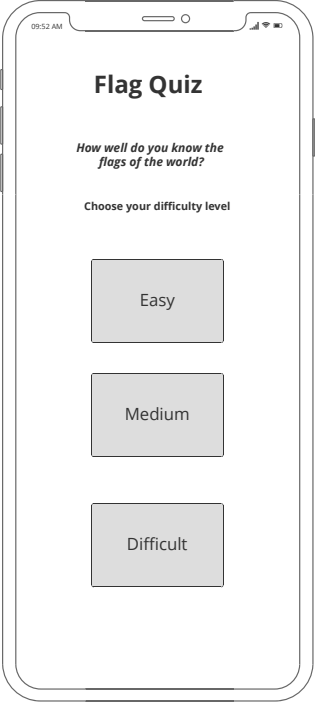 09:52 AM
Flag Quiz
How well do you know the
flags of the world?
Choose your difficulty level
Easy
Medium
Difficult